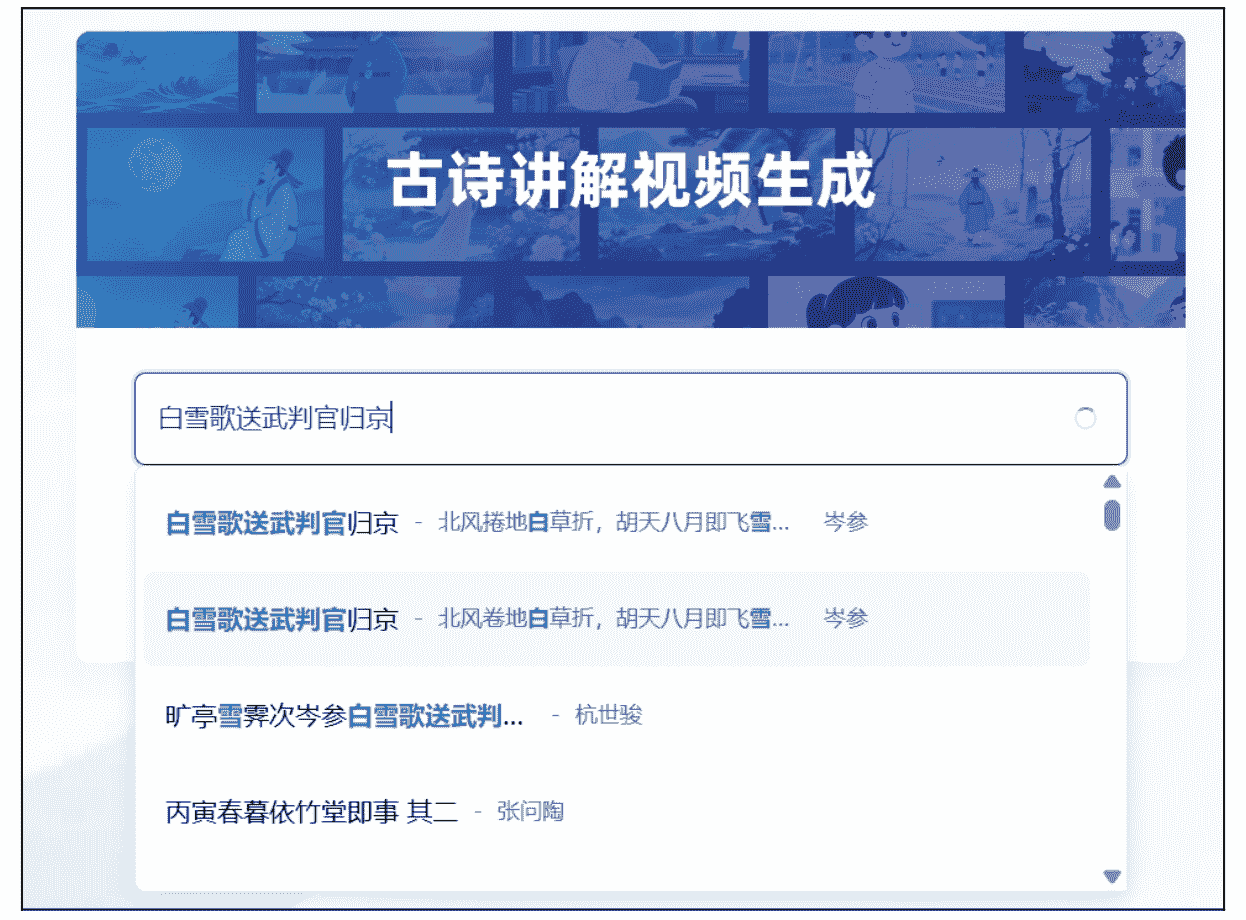 古诗讲解视频生成
白雪歌送武判官归京
白雪歌送武判官归京 - 北风捲地白草折，胡天八月即飞雪... 岑参
白雪歌送武判官归京 - 北风卷地白草折，胡天八月即飞雪... 岑参
旷亭雪霁次岑参白雪歌送武判... - 杭世骏
丙寅春暮依竹堂即事 其二 - 张问陶